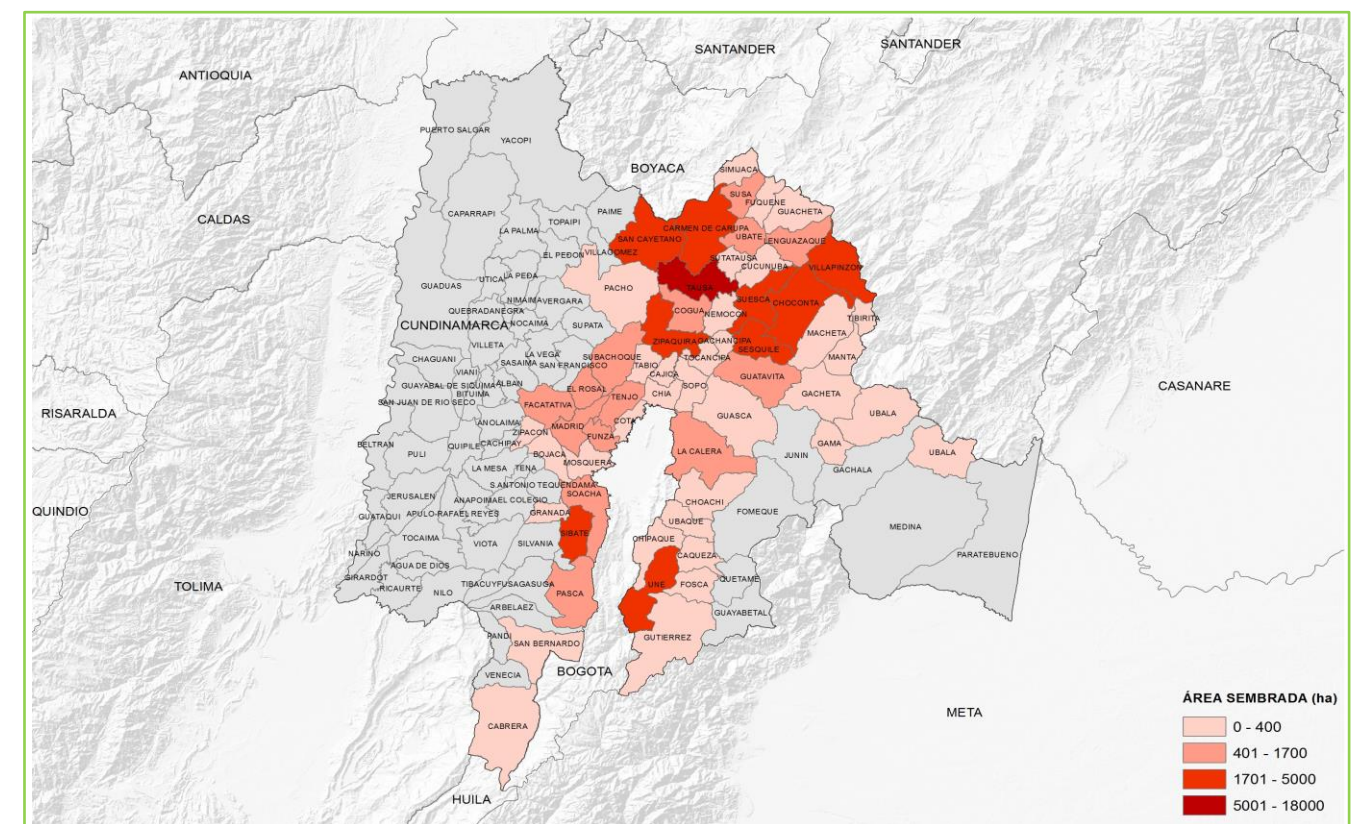 SANTANDER
SANTANDER
ANTIOQUIA
BOYACA
CALDAS
CUNDINAMARCA
RISARALDA
CASANARE
QUINDIO
TOLIMA
BOGOTA
META
HUILA
PUERTO SALGAR
YACOPI
SIMIJACA
SUSA
FUQUENE
GUACHETA
CAPARRAPI
LA PALMA
TOPAIPI
PAIME
CARMEN DE CARUPA
SAN CAYETANO
UBATE
LENGUAZAQUE
EL PEÐON
VILLAGOMEZ
SUTATAUSA
CUCUNUBA
VILLAPINZON
GUADUAS
UTICA
LA PEÐA
PACHO
TAUSA
SUESCA
CHOCONTA
NIMAIMA
VERGARA
QUEBRADANEGRA
NOCAIMA
SUPATA
COGUA
NEMOCON
TIBIRITA
MACHETA
VILLETA
ZIPAQUIRA
GACHANCIPA
SESQUILE
CHAGUANI
LA VEGA
SASAIMA
SAN FRANCISCO
SUBACHOQUE
TABIO
TOCANCIPA
MANTA
VIANI
CAJICA
GUATAVITA
GUAYABAL DE SIQUIMA
ALBAN
BITUIMA
EL ROSAL
TENJO
CHIA
SOPO
GACHETA
SAN JUAN DE RIO SECO
FACATATIVA
UBALA
ANOLAIMA
MADRID
COTA
GUASCA
ZIPACON
FUNZA
BELTRAN
QUIPILE
CACHIPAY
GAMA
UBALA
PULI
BOJACA
MOSQUERA
LA CALERA
JUNIN
GACHALA
LA MESA
TENA
S.ANTONIO TEQUENDAMA
JERUSALEN
ANAPOIMA
EL COLEGIO
SOACHA
CHOACHI
GUATAQUI
APULO-RAFAEL REYES
GRANADA
UBAQUE
FOMEQUE
MEDINA
TOCAIMA
VIOTA
SILVANIA
SIBATE
CHIPAQUE
CAQUEZA
PARATEBUENO
NARINO
AGUA DE DIOS
GIRARDOT
RICAURTE
NILO
TIBACUY
FUSAGASUGA
PASCA
UNE
FOSCA
QUETAME
ARBELAEZ
GUAYABETAL
PANDI
SAN BERNARDO
GUTIERREZ
VENECIA
CABRERA
ÁREA SEMBRADA (ha)
0 - 400
401 - 1700
1701 - 5000
5001 - 18000